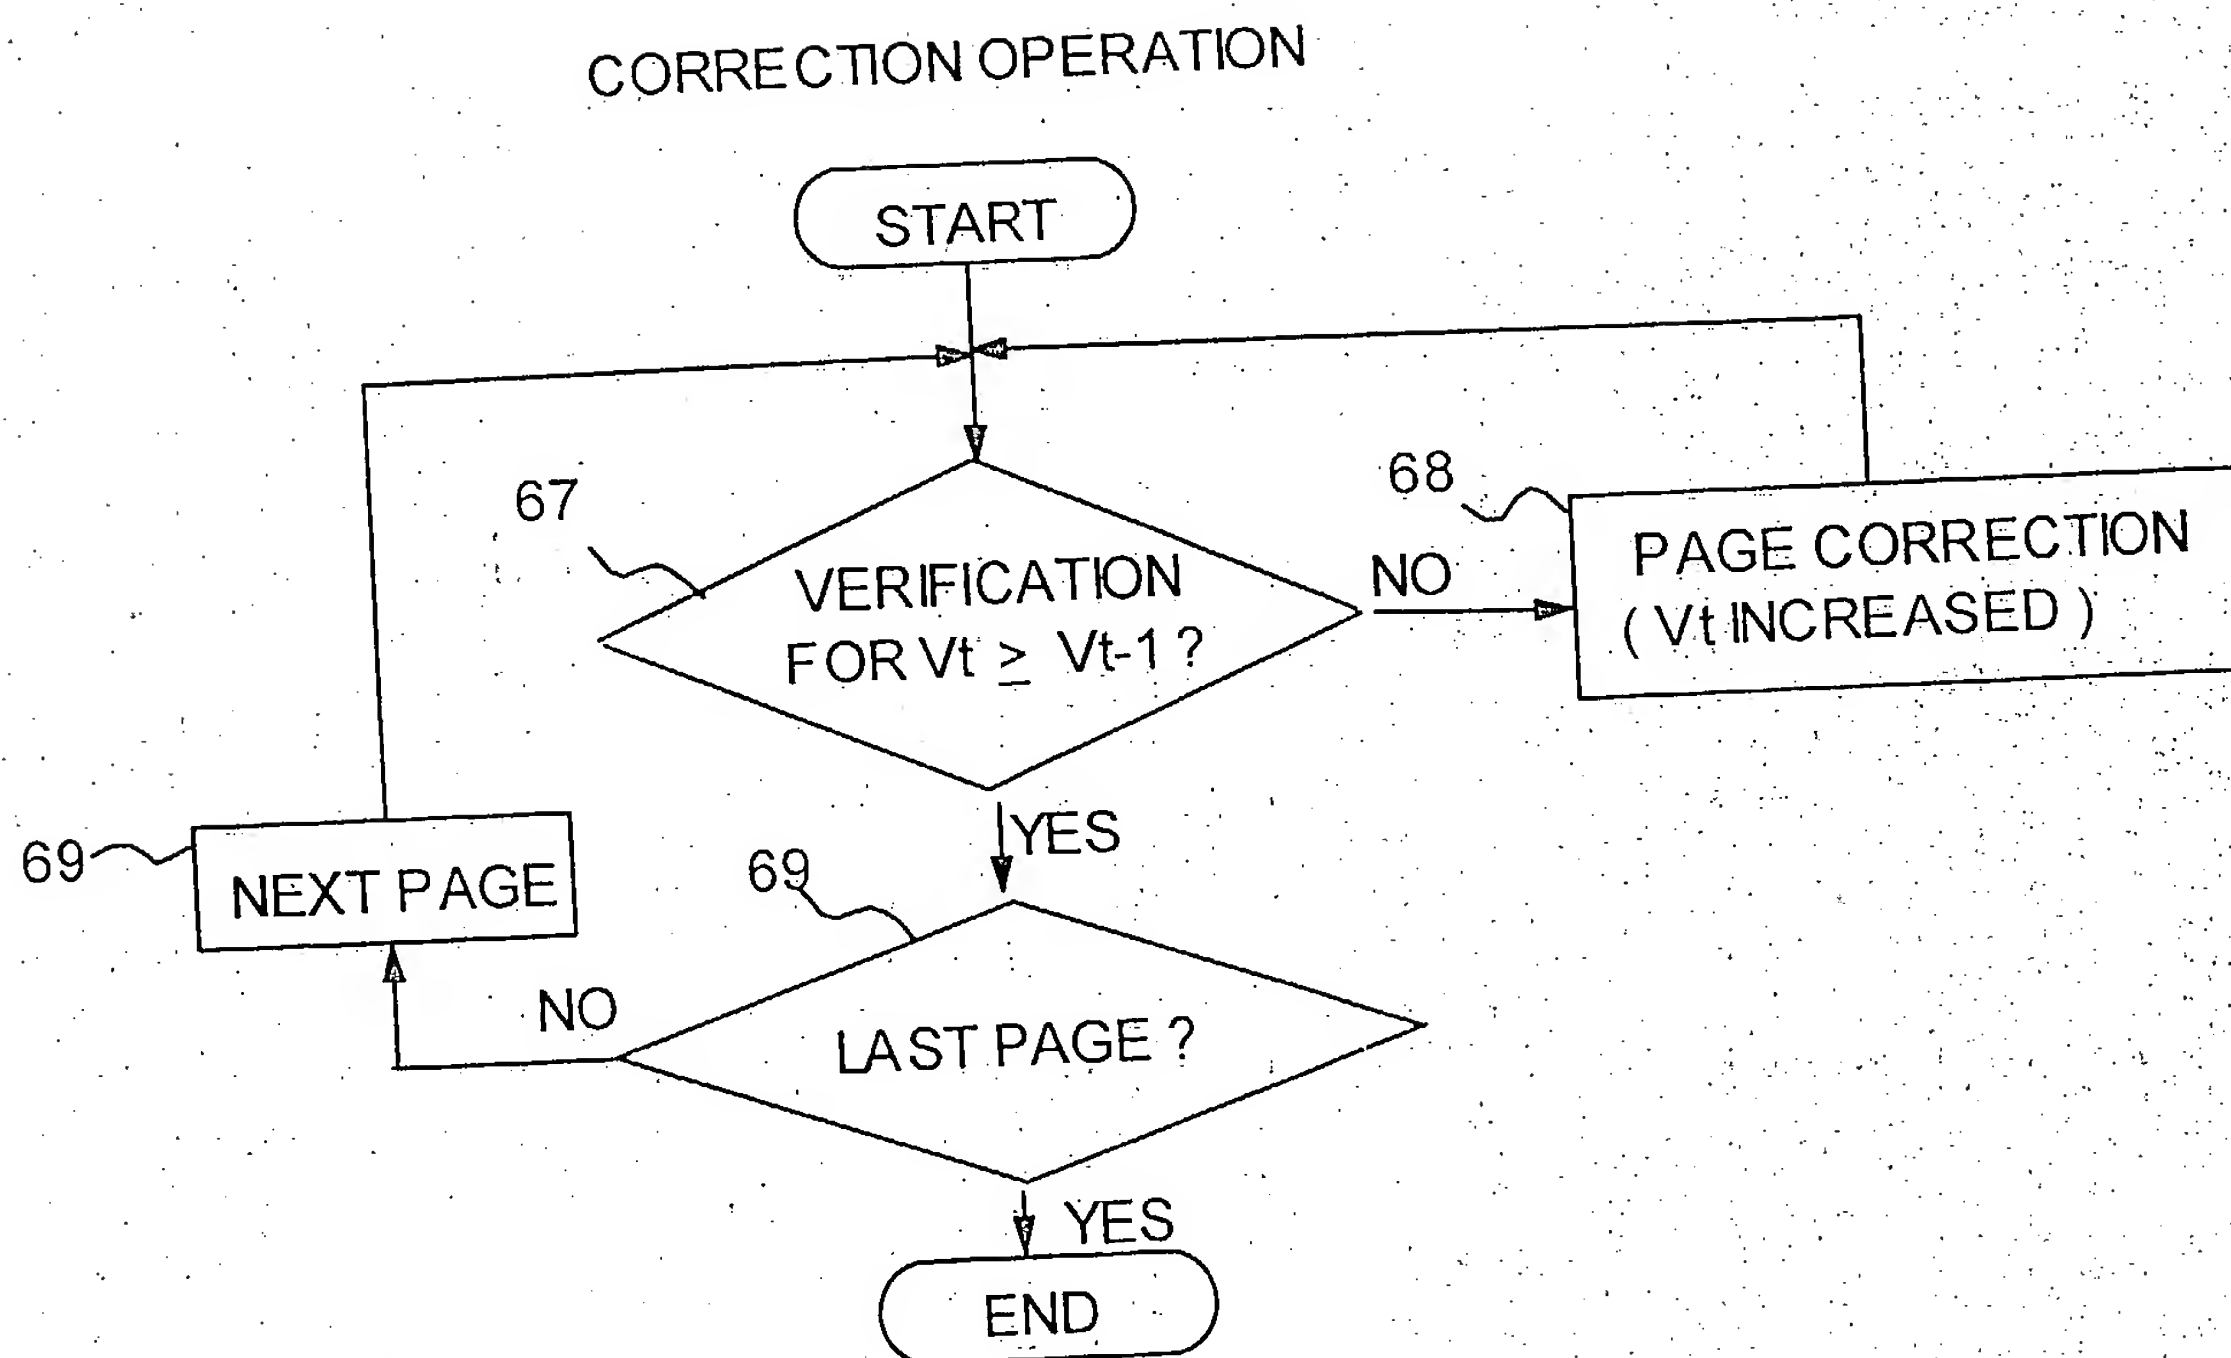 CORRECTION OPERATION
START
67
VERIFICATION
FOR Vt ≥ Vt-1 ?
NO
68
PAGE CORRECTION
( Vt INCREASED )
YES
69
NEXT PAGE
69
LAST PAGE ?
NO
YES
END